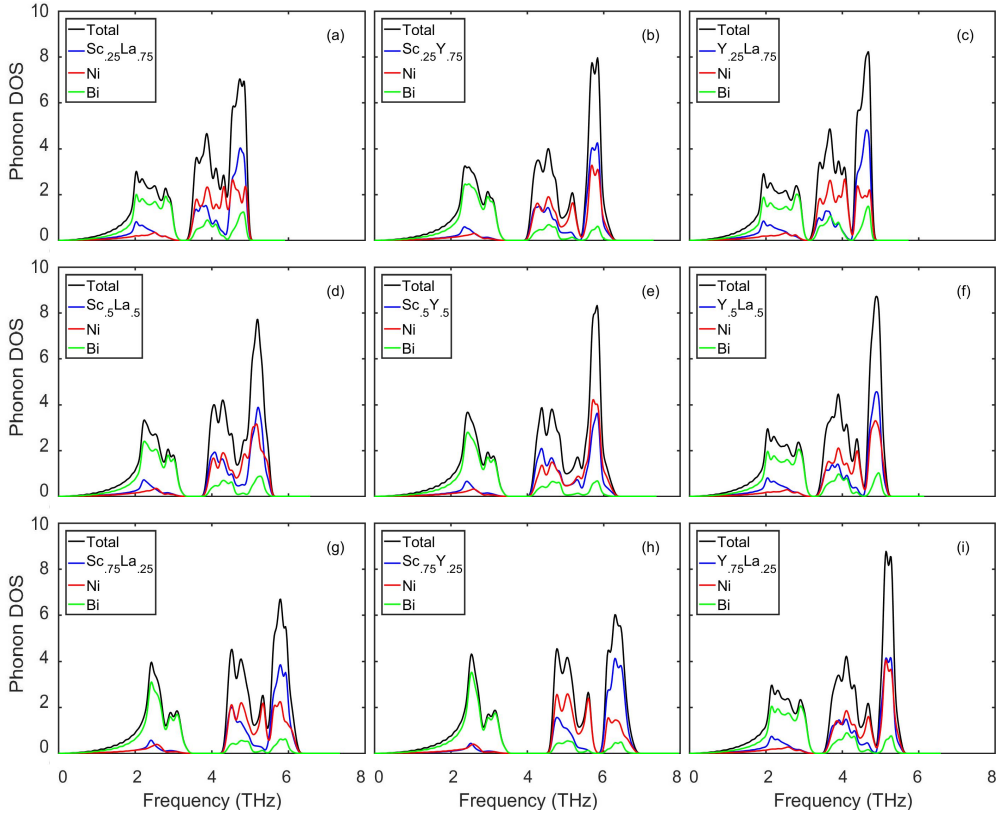 10
8
6
4
2
0
Phonon DOS
Total
Sc.25La.75
Ni
Bi
(a)
Total
Sc.25Y.75
Ni
Bi
(b)
Total
Y.25La.75
Ni
Bi
(c)
10
8
6
4
2
0
Phonon DOS
Total
Sc.5La.5
Ni
Bi
(d)
Total
Sc.5Y.5
Ni
Bi
(e)
Total
Y.5La.5
Ni
Bi
(f)
10
8
6
4
2
0
Phonon DOS
Total
Sc.75La.25
Ni
Bi
(g)
Total
Sc.75Y.25
Ni
Bi
(h)
Total
Y.75La.25
Ni
Bi
(i)
0 2 4 6 8 2 4 6 8 2 4 6 8
Frequency (THz) Frequency (THz) Frequency (THz)